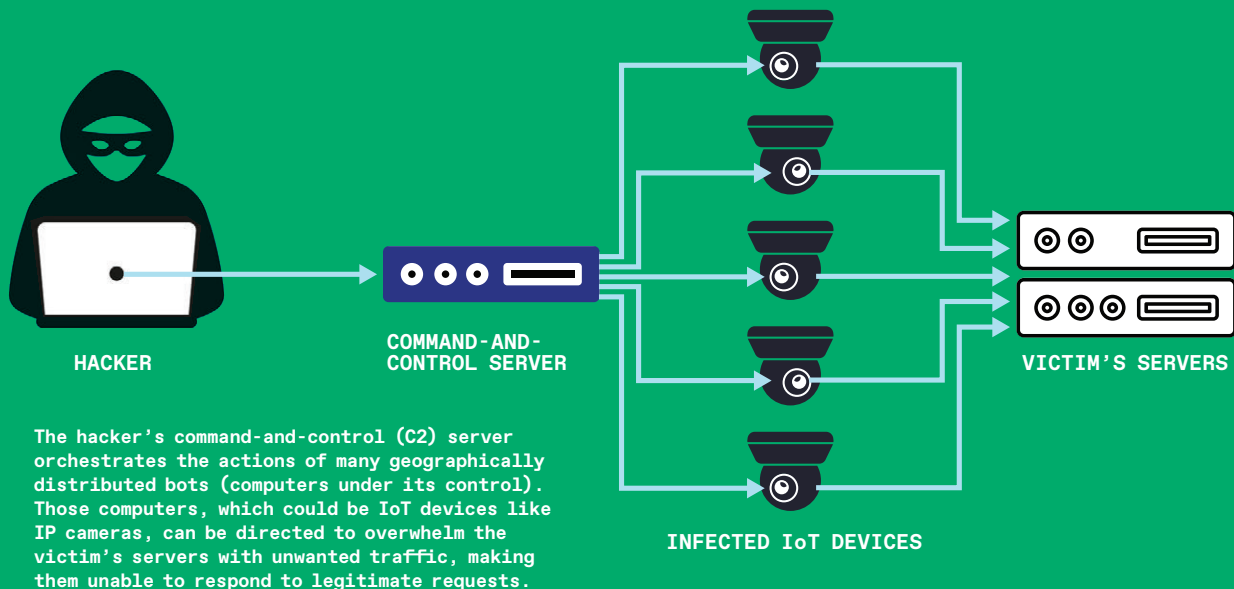 HACKER
COMMAND-AND-
CONTROL SERVER
VICTIM’S SERVERS
INFECTED IoT DEVICES
The hacker’s command-and-control (C2) server
orchestrates the actions of many geographically
distributed bots (computers under its control).
Those computers, which could be IoT devices like
IP cameras, can be directed to overwhelm the
victim’s servers with unwanted traffic, making
them unable to respond to legitimate requests.